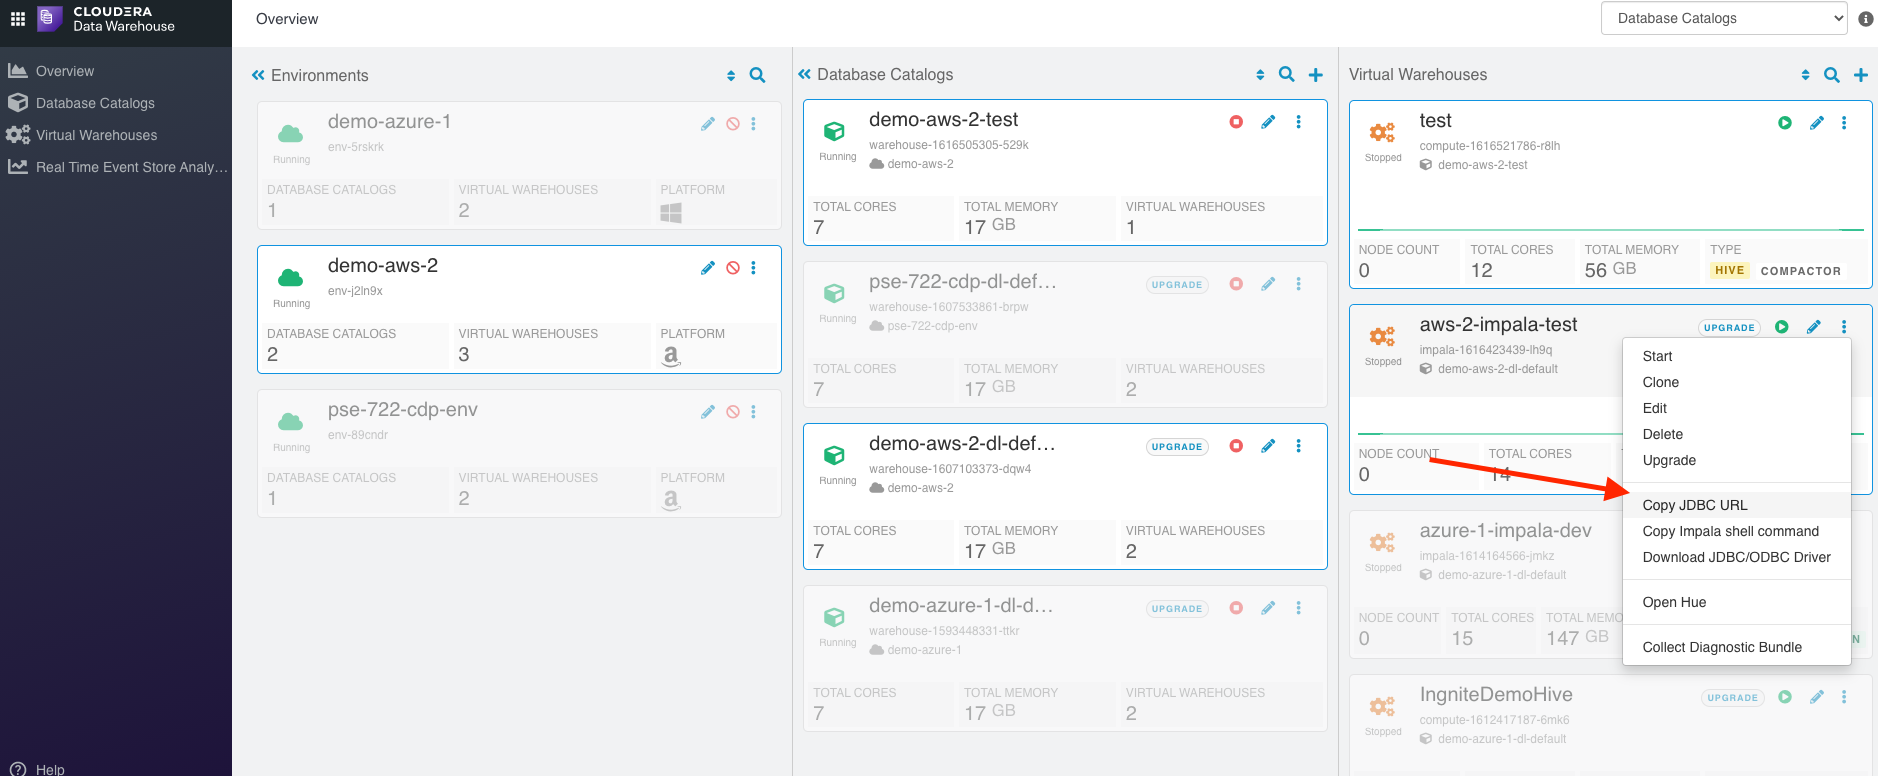 CLOUDERA
Data Warehouse
Overview
Database Catalogs
Virtual Warehouses
Real Time Event Store Analy...
Help
Overview
Database Catalogs
Environments
demo-azure-1
env-5rskrk
Running
DATABASE CATALOGS
1
VIRTUAL WAREHOUSES
2
PLATFORM
demo-aws-2
env-j2ln9x
Running
DATABASE CATALOGS
2
VIRTUAL WAREHOUSES
3
PLATFORM
pse-722-cdp-env
env-89cndr
Running
DATABASE CATALOGS
1
VIRTUAL WAREHOUSES
2
PLATFORM
Database Catalogs
demo-aws-2-test
warehouse-1616505305-529k
Running
demo-aws-2
TOTAL CORES
7
TOTAL MEMORY
17 GB
VIRTUAL WAREHOUSES
1
pse-722-cdp-dl-def...
UPGRADE
warehouse-1607533861-brpw
Running
pse-722-cdp-env
TOTAL CORES
7
TOTAL MEMORY
17 GB
VIRTUAL WAREHOUSES
2
demo-aws-2-dl-def...
UPGRADE
warehouse-1607103373-dqw4
Running
demo-aws-2
TOTAL CORES
7
TOTAL MEMORY
17 GB
VIRTUAL WAREHOUSES
2
demo-azure-1-dl-d...
UPGRADE
warehouse-1593448331-ttkr
Running
demo-azure-1
TOTAL CORES
7
TOTAL MEMORY
17 GB
VIRTUAL WAREHOUSES
2
Virtual Warehouses
test
compute-1616521786-r8lh
Stopped
demo-aws-2-test
NODE COUNT
0
TOTAL CORES
12
TOTAL MEMORY
56 GB
TYPE
HIVE COMPACTOR
aws-2-impala-test
UPGRADE
impala-1616423439-lh9q
Stopped
demo-aws-2-dl-default
NODE COUNT
0
TOTAL CORES
14
Start
Clone
Edit
Delete
Upgrade
Copy JDBC URL
Copy Impala shell command
Download JDBC/ODBC Driver
Open Hue
Collect Diagnostic Bundle
azure-1-impala-dev
impala-1614164566-jmkz
Stopped
demo-azure-1-dl-default
NODE COUNT
0
TOTAL CORES
15
TOTAL MEMO
147 GB
N
IngniteDemoHive
UPGRADE
compute-1612417187-6mk6
Stopped
demo-azure-1-dl-default